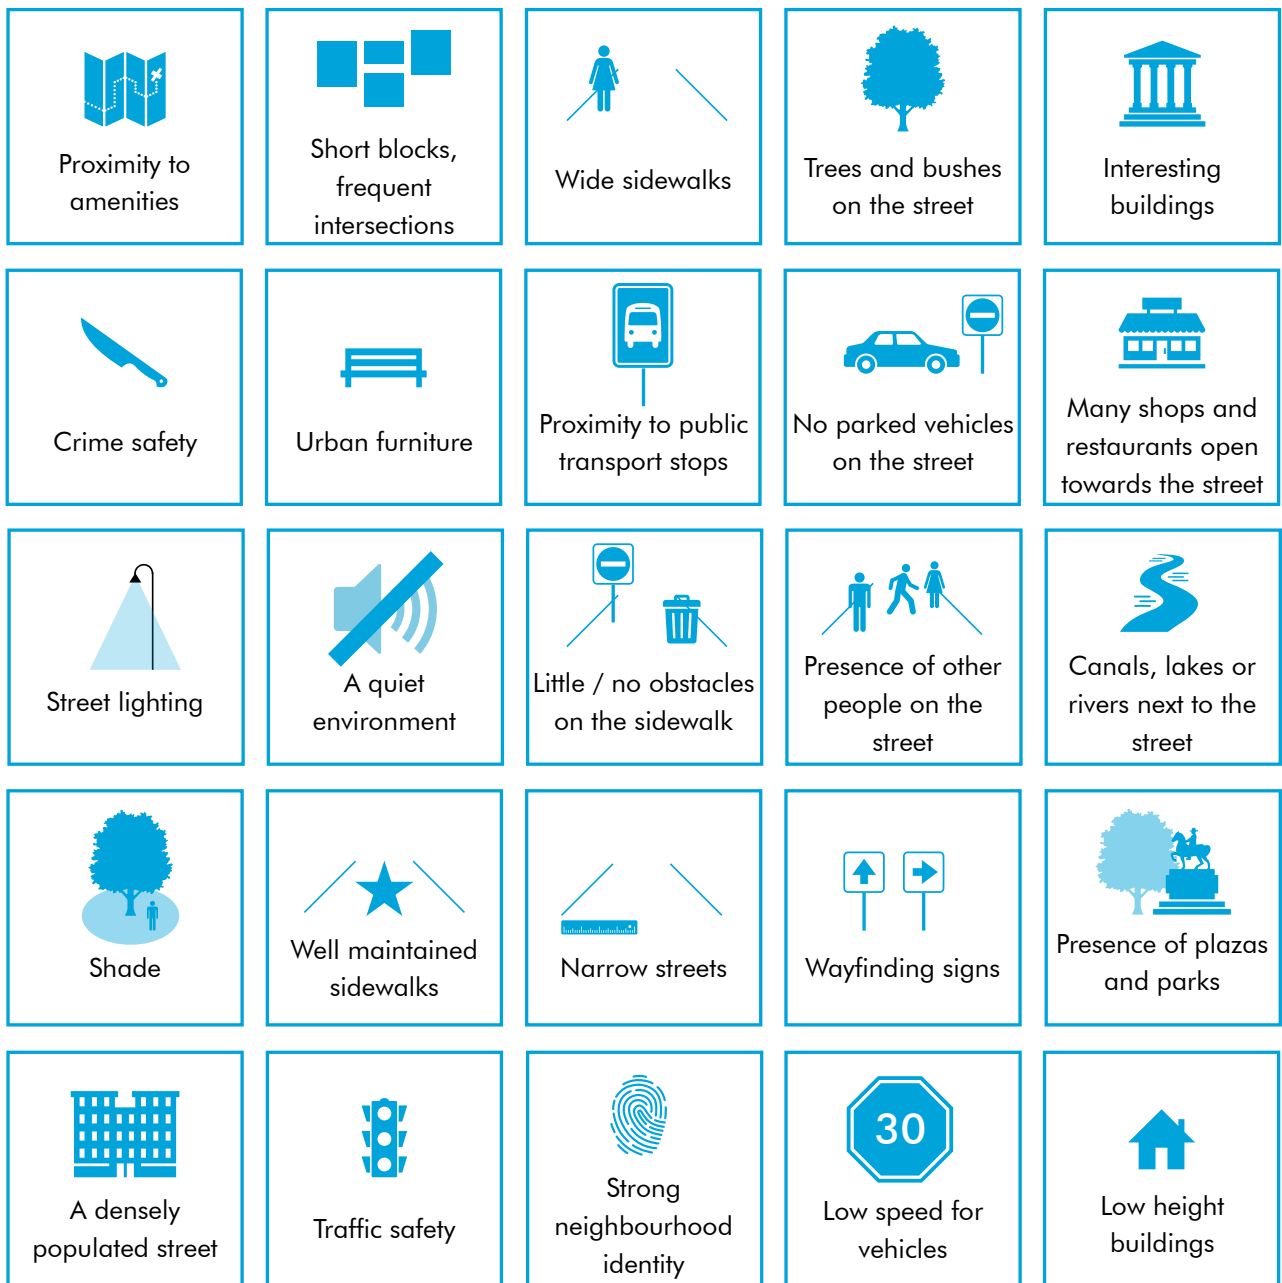 Proximity to
amenities
Short blocks,
frequent
intersections
Wide sidewalks
Trees and bushes
on the street
Interesting
buildings
Crime safety
Urban furniture
Proximity to public
transport stops
No parked vehicles
on the street
Many shops and
restaurants open
towards the street
Street lighting
A quiet
environment
Little / no obstacles
on the sidewalk
Presence of other
people on the
street
Canals, lakes or
rivers next to the
street
Shade
Well maintained
sidewalks
Narrow streets
Wayfinding signs
Presence of plazas
and parks
A densely
populated street
Traffic safety
Strong
neighbourhood
identity
30
Low speed for
vehicles
Low height
buildings